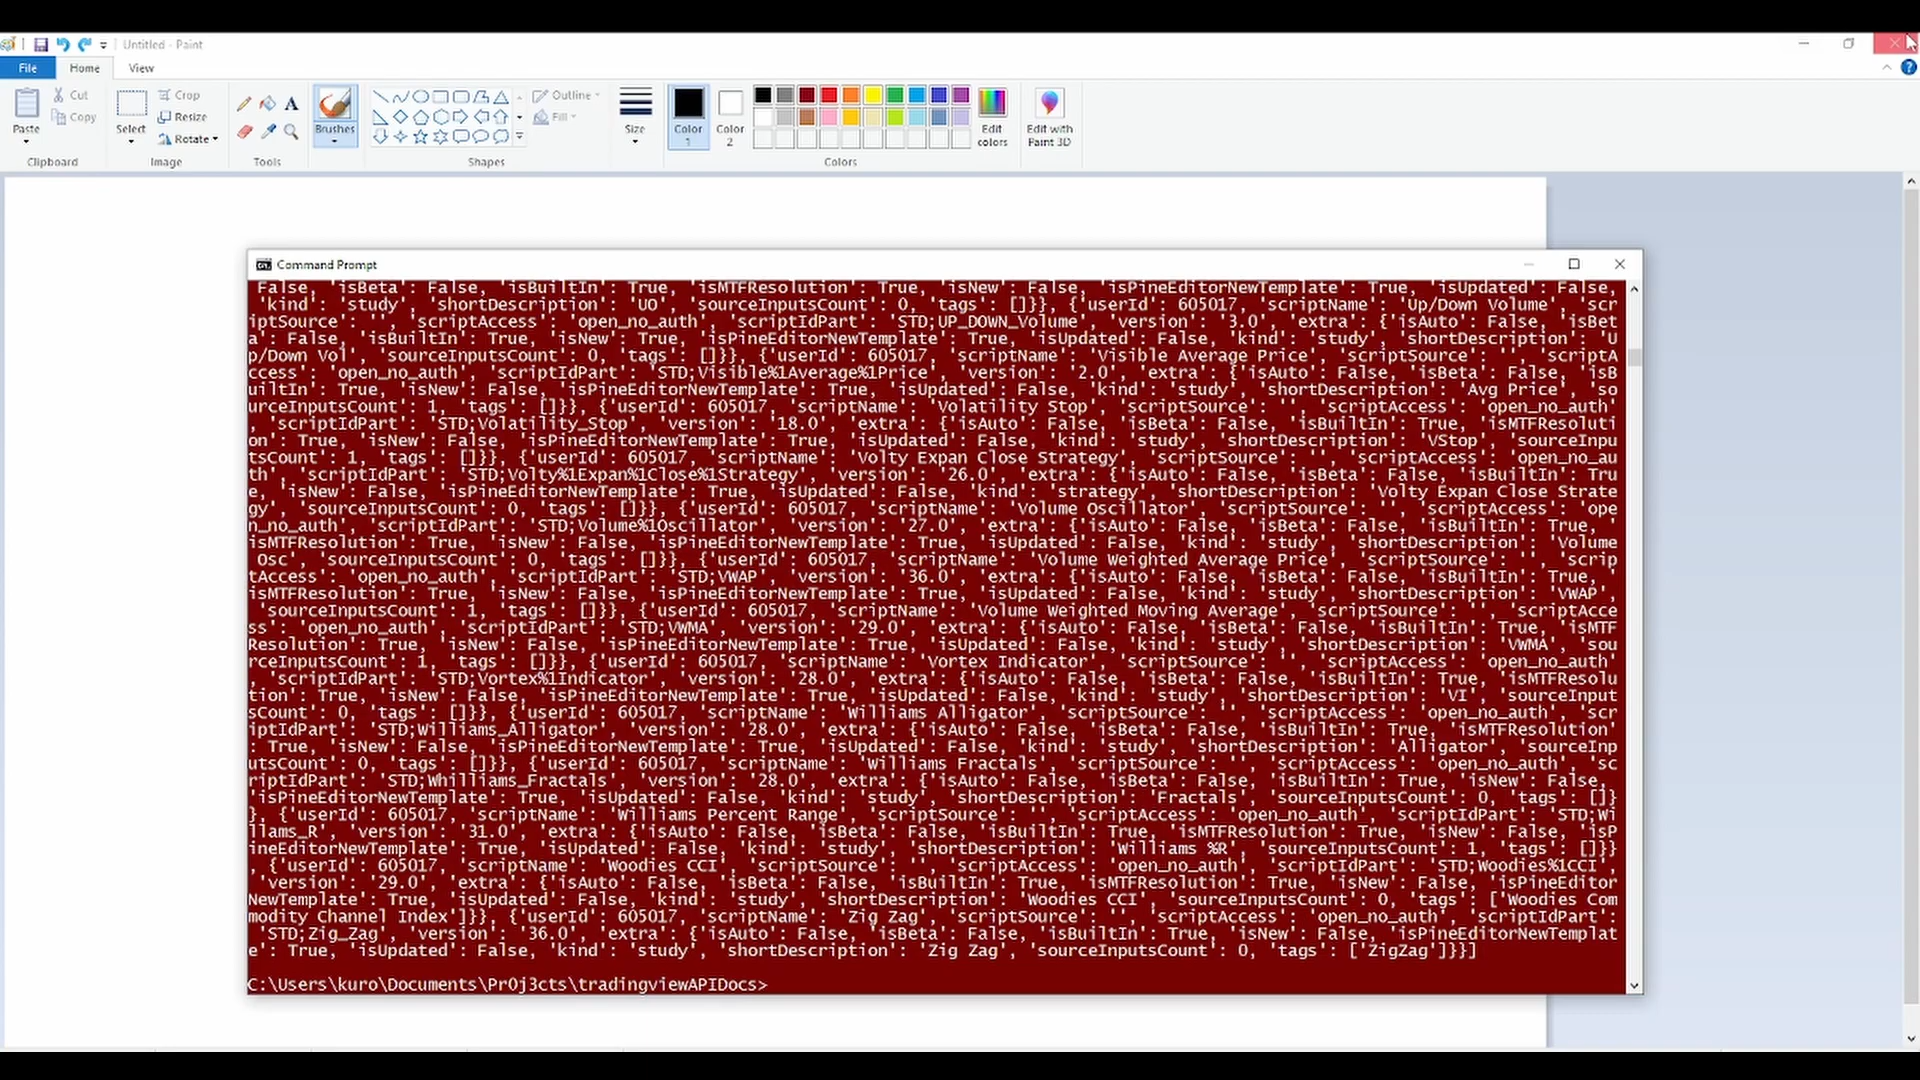 Untitled - Paint
File Home View
Paste
Cut
Copy
Clipboard
Select
Crop
Resize
Rotate
Image
Tools
Brushes
Shapes
Outline
Fill
Size
Color 1
Color 2
Colors
Edit colors
Edit with Paint 3D
Command Prompt
False, 'isBeta': False, 'isBuiltIn': True, 'isMTFResolution': True, 'isNew': False, 'isPineEditorNewTemplate': True, 'isUpdated': False,
'kind': 'study', 'shortDescription': 'UO', 'sourceInputsCount': 0, 'tags': []}}, {'userId': 605017, 'scriptName': 'Up/Down Volume', 'scr
iptSource': '', 'scriptAccess': 'open_no_auth', 'scriptIdPart': 'STD;UP_DOWN_Volume', 'version': '3.0', 'extra': {'isAuto': False, 'isBet
a': False, 'isBuiltIn': True, 'isNew': True, 'isPineEditorNewTemplate': True, 'isUpdated': False, 'kind': 'study', 'shortDescription': 'U
p/Down Vol', 'sourceInputsCount': 0, 'tags': []}}, {'userId': 605017, 'scriptName': 'Visible Average Price', 'scriptSource': '', 'scriptA
ccess': 'open_no_auth', 'scriptIdPart': 'STD;Visible%1Average%1Price', 'version': '2.0', 'extra': {'isAuto': False, 'isBeta': False, 'isB
uiltIn': True, 'isNew': False, 'isPineEditorNewTemplate': True, 'isUpdated': False, 'kind': 'study', 'shortDescription': 'Avg Price', 'so
urceInputsCount': 1, 'tags': []}}, {'userId': 605017, 'scriptName': 'Volatility Stop', 'scriptSource': '', 'scriptAccess': 'open_no_auth'
, 'scriptIdPart': 'STD;Volatility_Stop', 'version': '18.0', 'extra': {'isAuto': False, 'isBeta': False, 'isBuiltIn': True, 'isMTFResoluti
on': True, 'isNew': False, 'isPineEditorNewTemplate': True, 'isUpdated': False, 'kind': 'study', 'shortDescription': 'VStop', 'sourceInpu
tsCount': 1, 'tags': []}}, {'userId': 605017, 'scriptName': 'Volty Expan Close Strategy', 'scriptSource': '', 'scriptAccess': 'open_no_au
th', 'scriptIdPart': 'STD;Volty%1Expan%1Close%1Strategy', 'version': '26.0', 'extra': {'isAuto': False, 'isBeta': False, 'isBuiltIn': Tru
e, 'isNew': False, 'isPineEditorNewTemplate': True, 'isUpdated': False, 'kind': 'strategy', 'shortDescription': 'Volty Expan Close Strate
gy', 'sourceInputsCount': 0, 'tags': []}}, {'userId': 605017, 'scriptName': 'Volume Oscillator', 'scriptSource': '', 'scriptAccess': 'ope
n_no_auth', 'scriptIdPart': 'STD;Volume%1Oscillator', 'version': '27.0', 'extra': {'isAuto': False, 'isBeta': False, 'isBuiltIn': True, '
isMTFResolution': True, 'isNew': False, 'isPineEditorNewTemplate': True, 'isUpdated': False, 'kind': 'study', 'shortDescription': 'Volume
Osc', 'sourceInputsCount': 0, 'tags': []}}, {'userId': 605017, 'scriptName': 'Volume Weighted Average Price', 'scriptSource': '', 'scrip
tAccess': 'open_no_auth', 'scriptIdPart': 'STD;VWAP', 'version': '36.0', 'extra': {'isAuto': False, 'isBeta': False, 'isBuiltIn': True, '
isMTFResolution': True, 'isNew': False, 'isPineEditorNewTemplate': True, 'isUpdated': False, 'kind': 'study', 'shortDescription': 'VWAP',
'sourceInputsCount': 1, 'tags': []}}, {'userId': 605017, 'scriptName': 'Volume Weighted Moving Average', 'scriptSource': '', 'scriptAcce
ss': 'open_no_auth', 'scriptIdPart': 'STD;VWMA', 'version': '29.0', 'extra': {'isAuto': False, 'isBeta': False, 'isBuiltIn': True, 'isMTF
Resolution': True, 'isNew': False, 'isPineEditorNewTemplate': True, 'isUpdated': False, 'kind': 'study', 'shortDescription': 'VWMA', 'sou
rceInputsCount': 1, 'tags': []}}, {'userId': 605017, 'scriptName': 'Vortex Indicator', 'scriptSource': '', 'scriptAccess': 'open_no_auth'
, 'scriptIdPart': 'STD;Vortex%1Indicator', 'version': '28.0', 'extra': {'isAuto': False, 'isBeta': False, 'isBuiltIn': True, 'isMTFResolu
tion': True, 'isNew': False, 'isPineEditorNewTemplate': True, 'isUpdated': False, 'kind': 'study', 'shortDescription': 'VI', 'sourceInput
sCount': 0, 'tags': []}}, {'userId': 605017, 'scriptName': 'Williams Alligator', 'scriptSource': '', 'scriptAccess': 'open_no_auth', 'scr
iptIdPart': 'STD;Williams_Alligator', 'version': '28.0', 'extra': {'isAuto': False, 'isBeta': False, 'isBuiltIn': True, 'isMTFResolution'
: True, 'isNew': False, 'isPineEditorNewTemplate': True, 'isUpdated': False, 'kind': 'study', 'shortDescription': 'Alligator', 'sourceInp
utsCount': 0, 'tags': []}}, {'userId': 605017, 'scriptName': 'Williams Fractals', 'scriptSource': '', 'scriptAccess': 'open_no_auth', 'sc
riptIdPart': 'STD;Whilliams_Fractals', 'version': '28.0', 'extra': {'isAuto': False, 'isBeta': False, 'isBuiltIn': True, 'isNew': False,
'isPineEditorNewTemplate': True, 'isUpdated': False, 'kind': 'study', 'shortDescription': 'Fractals', 'sourceInputsCount': 0, 'tags': []}
}, {'userId': 605017, 'scriptName': 'Williams Percent Range', 'scriptSource': '', 'scriptAccess': 'open_no_auth', 'scriptIdPart': 'STD;Wi
llams_R', 'version': '31.0', 'extra': {'isAuto': False, 'isBeta': False, 'isBuiltIn': True, 'isMTFResolution': True, 'isNew': False, 'isP
ineEditorNewTemplate': True, 'isUpdated': False, 'kind': 'study', 'shortDescription': 'Williams %R', 'sourceInputsCount': 1, 'tags': []}}
, {'userId': 605017, 'scriptName': 'Woodies CCI', 'scriptSource': '', 'scriptAccess': 'open_no_auth', 'scriptIdPart': 'STD;Woodies%1CCI',
'version': '29.0', 'extra': {'isAuto': False, 'isBeta': False, 'isBuiltIn': True, 'isMTFResolution': True, 'isNew': False, 'isPineEditor
NewTemplate': True, 'isUpdated': False, 'kind': 'study', 'shortDescription': 'Woodies CCI', 'sourceInputsCount': 0, 'tags': ['Woodies Com
modity Channel Index']}}, {'userId': 605017, 'scriptName': 'Zig Zag', 'scriptSource': '', 'scriptAccess': 'open_no_auth', 'scriptIdPart':
'STD;Zig_Zag', 'version': '36.0', 'extra': {'isAuto': False, 'isBeta': False, 'isBuiltIn': True, 'isNew': False, 'isPineEditorNewTemplat
e': True, 'isUpdated': False, 'kind': 'study', 'shortDescription': 'Zig Zag', 'sourceInputsCount': 0, 'tags': ['ZigZag']}}]
C:\Users\kuro\Documents\Pr0j3cts\tradingviewAPIDocs>